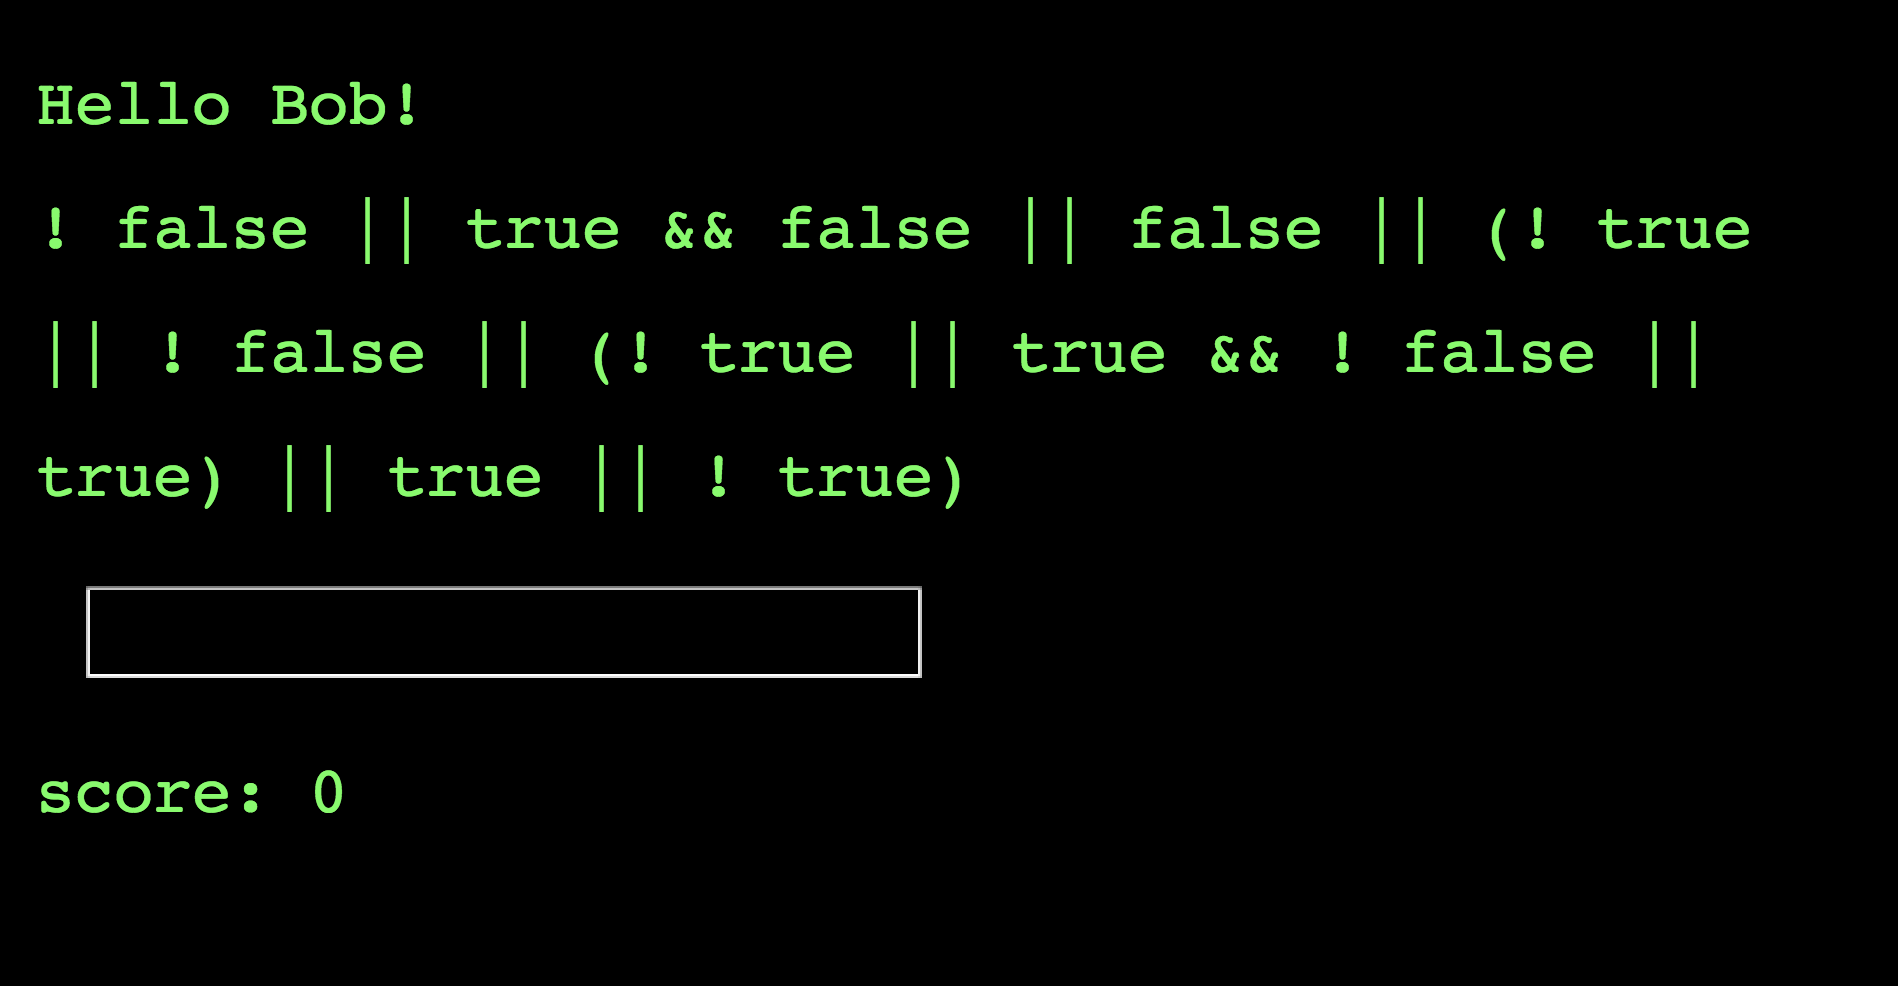 Hello Bob!
! false || true && false || false || (! true
|| ! false || (! true || true && ! false ||
true) || true || ! true)
score: 0